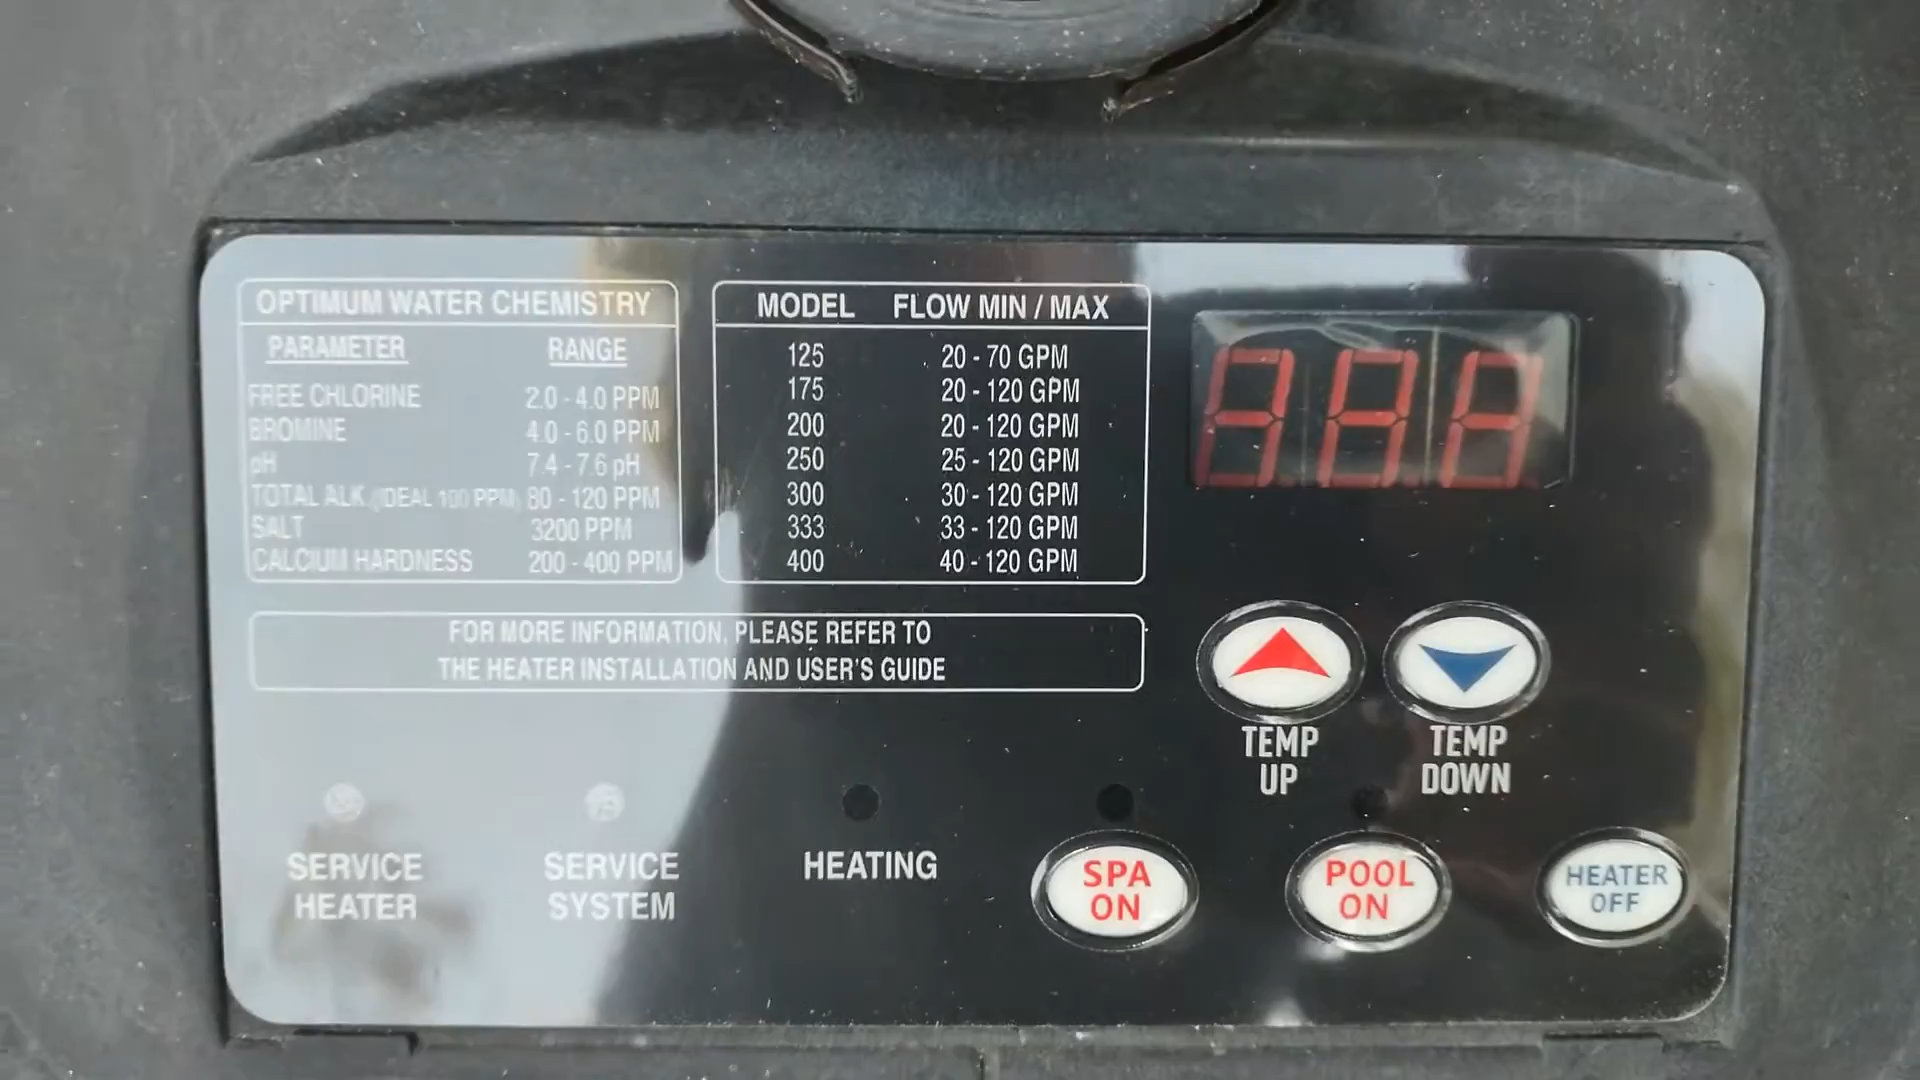 OPTIMUM WATER CHEMISTRY
PARAMETER RANGE
FREE CHLORINE 2.0 - 4.0 PPM
BROMINE 4.0 - 6.0 PPM
pH 7.4 - 7.6 pH
TOTAL ALK.(IDEAL 100 PPM) 80 - 120 PPM
SALT 3200 PPM
CALCIUM HARDNESS 200 - 400 PPM
MODEL FLOW MIN / MAX
125 20 - 70 GPM
175 20 - 120 GPM
200 20 - 120 GPM
250 25 - 120 GPM
300 30 - 120 GPM
333 33 - 120 GPM
400 40 - 120 GPM
FOR MORE INFORMATION, PLEASE REFER TO
THE HEATER INSTALLATION AND USER'S GUIDE
TEMP
UP
TEMP
DOWN
SERVICE
HEATER
SERVICE
SYSTEM
HEATING
SPA
ON
POOL
ON
HEATER
OFF